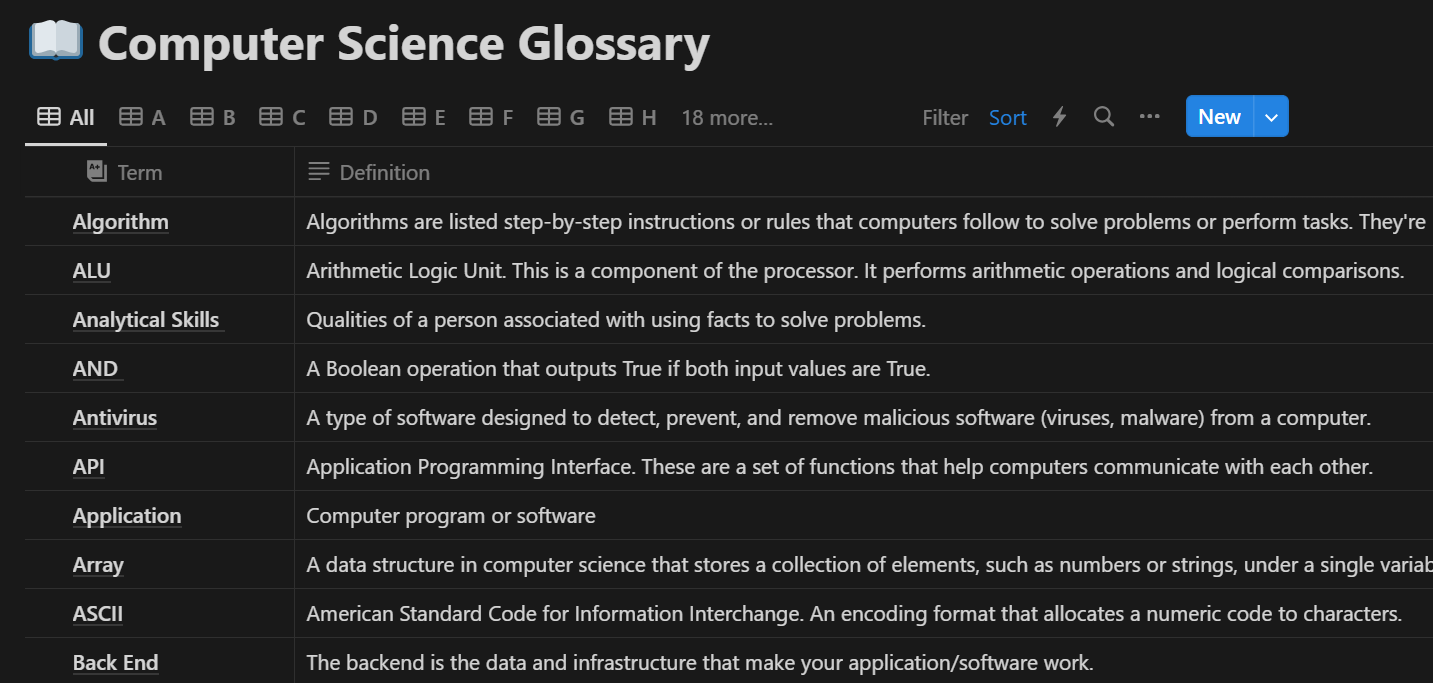 Computer Science Glossary
All A B C D E F G H 18 more... Filter Sort New
Term Definition
Algorithm Algorithms are listed step-by-step instructions or rules that computers follow to solve problems or perform tasks. They're
ALU Arithmetic Logic Unit. This is a component of the processor. It performs arithmetic operations and logical comparisons.
Analytical Skills Qualities of a person associated with using facts to solve problems.
AND A Boolean operation that outputs True if both input values are True.
Antivirus A type of software designed to detect, prevent, and remove malicious software (viruses, malware) from a computer.
API Application Programming Interface. These are a set of functions that help computers communicate with each other.
Application Computer program or software
Array A data structure in computer science that stores a collection of elements, such as numbers or strings, under a single variab
ASCII American Standard Code for Information Interchange. An encoding format that allocates a numeric code to characters.
Back End The backend is the data and infrastructure that make your application/software work.